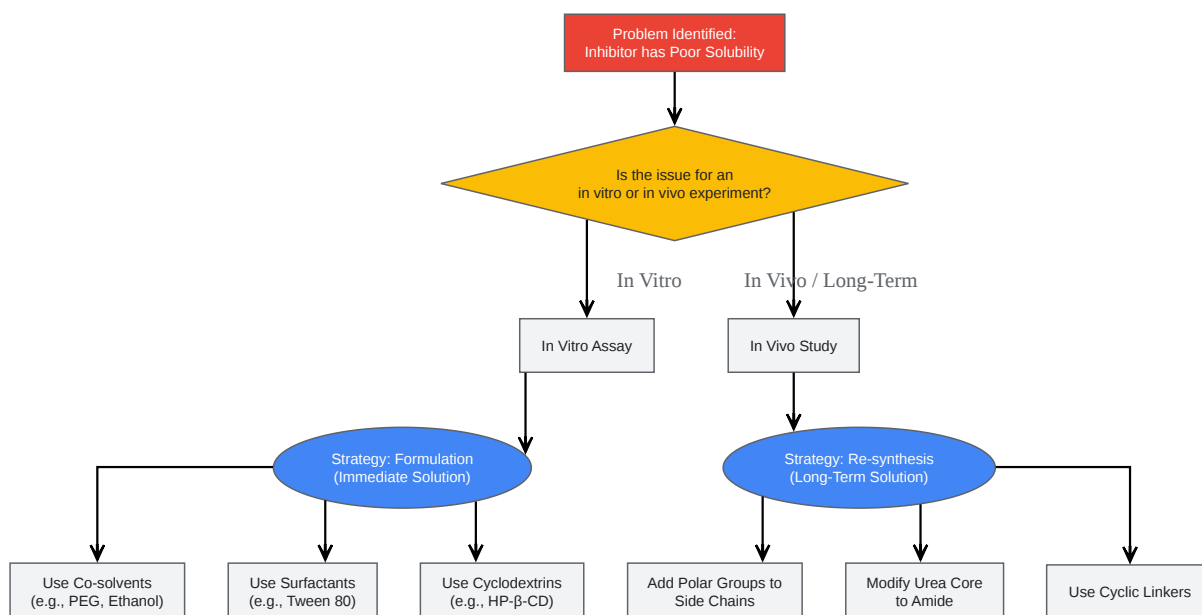 Problem Identified:
Inhibitor has Poor Solubility
Is the issue for an
in vitro or in vivo experiment?
In Vitro
In Vivo / Long-Term
In Vitro Assay
In Vivo Study
Strategy: Formulation
(Immediate Solution)
Strategy: Re-synthesis
(Long-Term Solution)
Use Co-solvents
(e.g., PEG, Ethanol)
Use Surfactants
(e.g., Tween 80)
Use Cyclodextrins
(e.g., HP-β-CD)
Add Polar Groups to
Side Chains
Modify Urea Core
to Amide
Use Cyclic Linkers